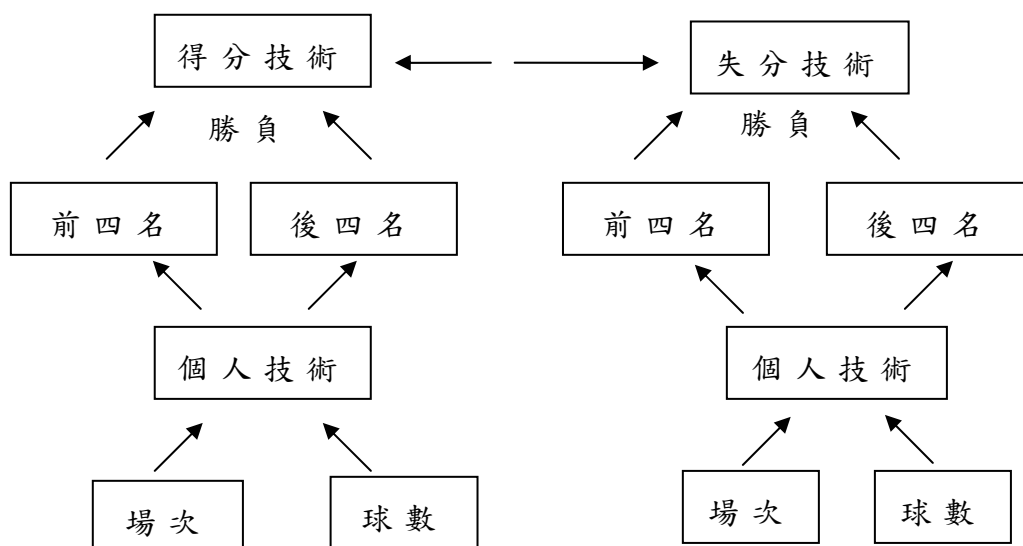 得分技術 失分技術
勝負 勝負
前四名 後四名 前四名 後四名
個人技術 個人技術
場次 球數 場次 球數